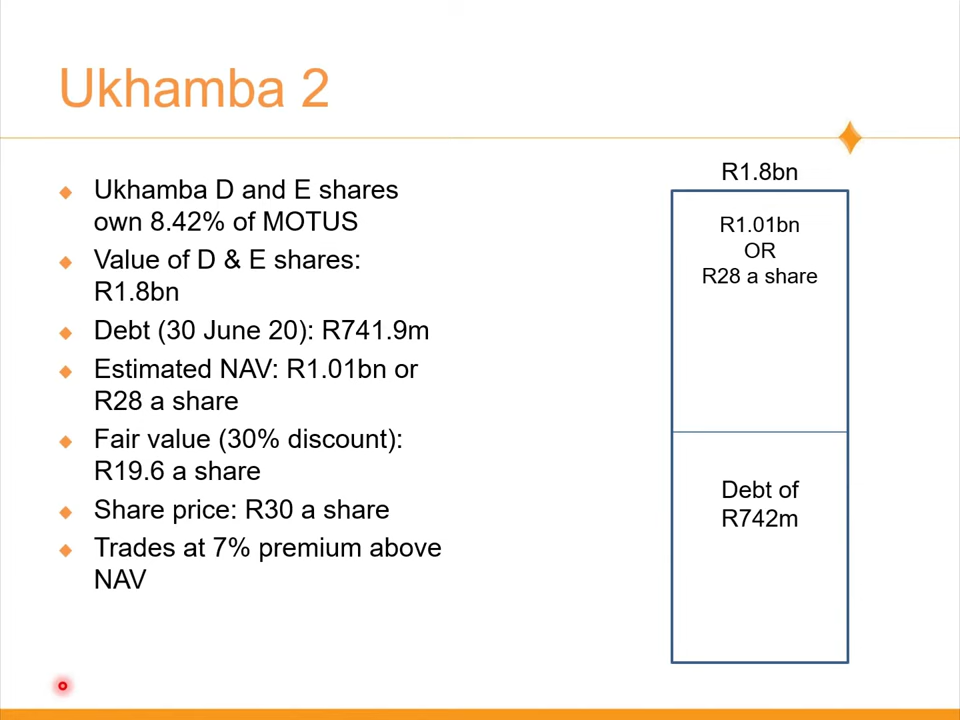 Ukhamba 2
Ukhamba D and E shares
own 8.42% of MOTUS
Value of D & E shares:
R1.8bn
Debt (30 June 20): R741.9m
Estimated NAV: R1.01bn or
R28 a share
Fair value (30% discount):
R19.6 a share
Share price: R30 a share
Trades at 7% premium above
NAV
R1.8bn
R1.01bn
OR
R28 a share
Debt of
R742m